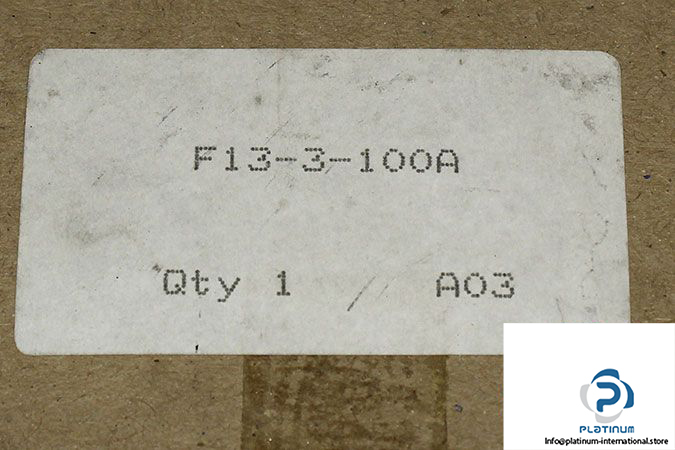 F13-3-100A
Qty 1 A03
PLATINUM
Info@platinum-international.store